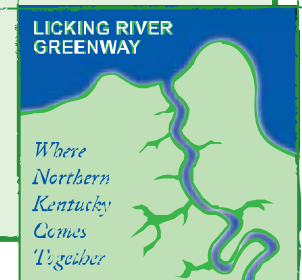 LICKING RIVER
GREENWAY
Where
Northern
Kentucky
Comes
Together